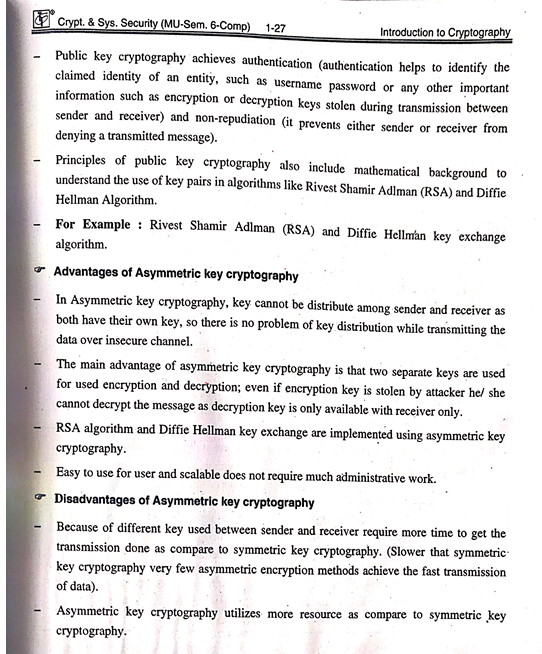 Crypt. & Sys. Security (MU-Sem. 6-Comp) 1-27 Introduction to Cryptography
– Public key cryptography achieves authentication (authentication helps to identify the
claimed identity of an entity, such as username password or any other important
information such as encryption or decryption keys stolen during transmission between
sender and receiver) and non-repudiation (it prevents either sender or receiver from
denying a transmitted message).
– Principles of public key cryptography also include mathematical background to
understand the use of key pairs in algorithms like Rivest Shamir Adlman (RSA) and Diffie
Hellman Algorithm.
– For Example : Rivest Shamir Adlman (RSA) and Diffie Hellman key exchange
algorithm.
☞ Advantages of Asymmetric key cryptography
– In Asymmetric key cryptography, key cannot be distribute among sender and receiver as
both have their own key, so there is no problem of key distribution while transmitting the
data over insecure channel.
– The main advantage of asymmetric key cryptography is that two separate keys are used
for used encryption and decryption; even if encryption key is stolen by attacker he/ she
cannot decrypt the message as decryption key is only available with receiver only.
– RSA algorithm and Diffie Hellman key exchange are implemented using asymmetric key
cryptography.
– Easy to use for user and scalable does not require much administrative work.
☞ Disadvantages of Asymmetric key cryptography
– Because of different key used between sender and receiver require more time to get the
transmission done as compare to symmetric key cryptography. (Slower that symmetric
key cryptography very few asymmetric encryption methods achieve the fast transmission
of data).
– Asymmetric key cryptography utilizes more resource as compare to symmetric key
cryptography.